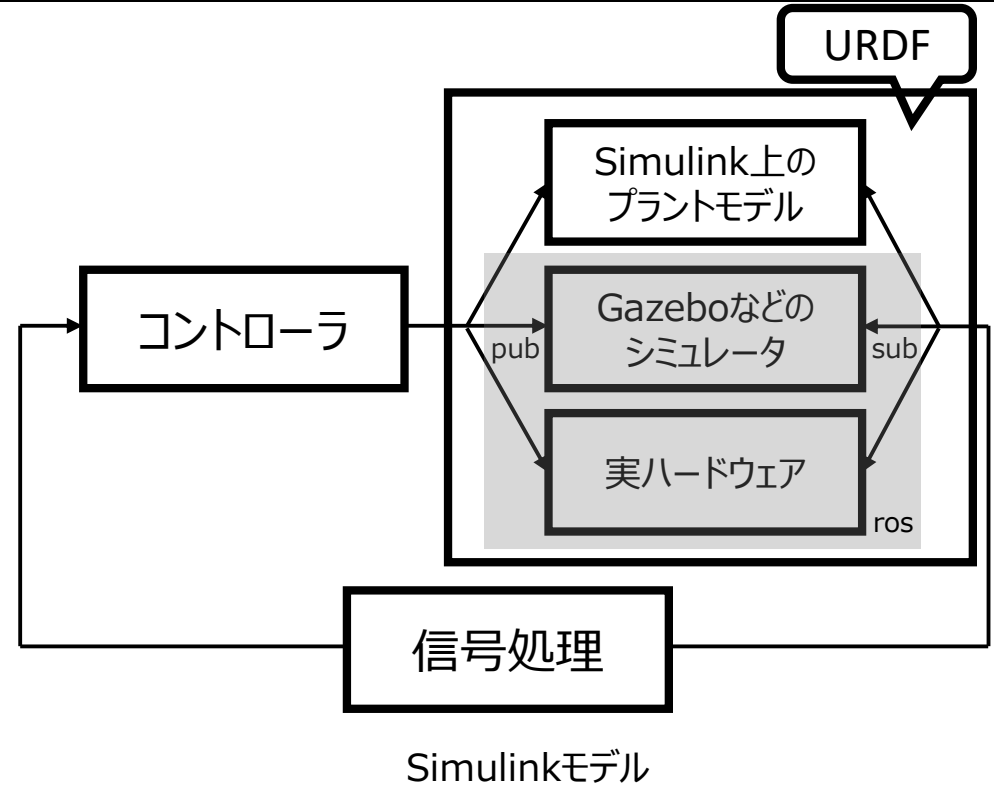 URDF
Simulink上の
プラントモデル
コントローラ
Gazeboなどの
シミュレータ
pub
sub
実ハードウェア
ros
信号処理
Simulinkモデル